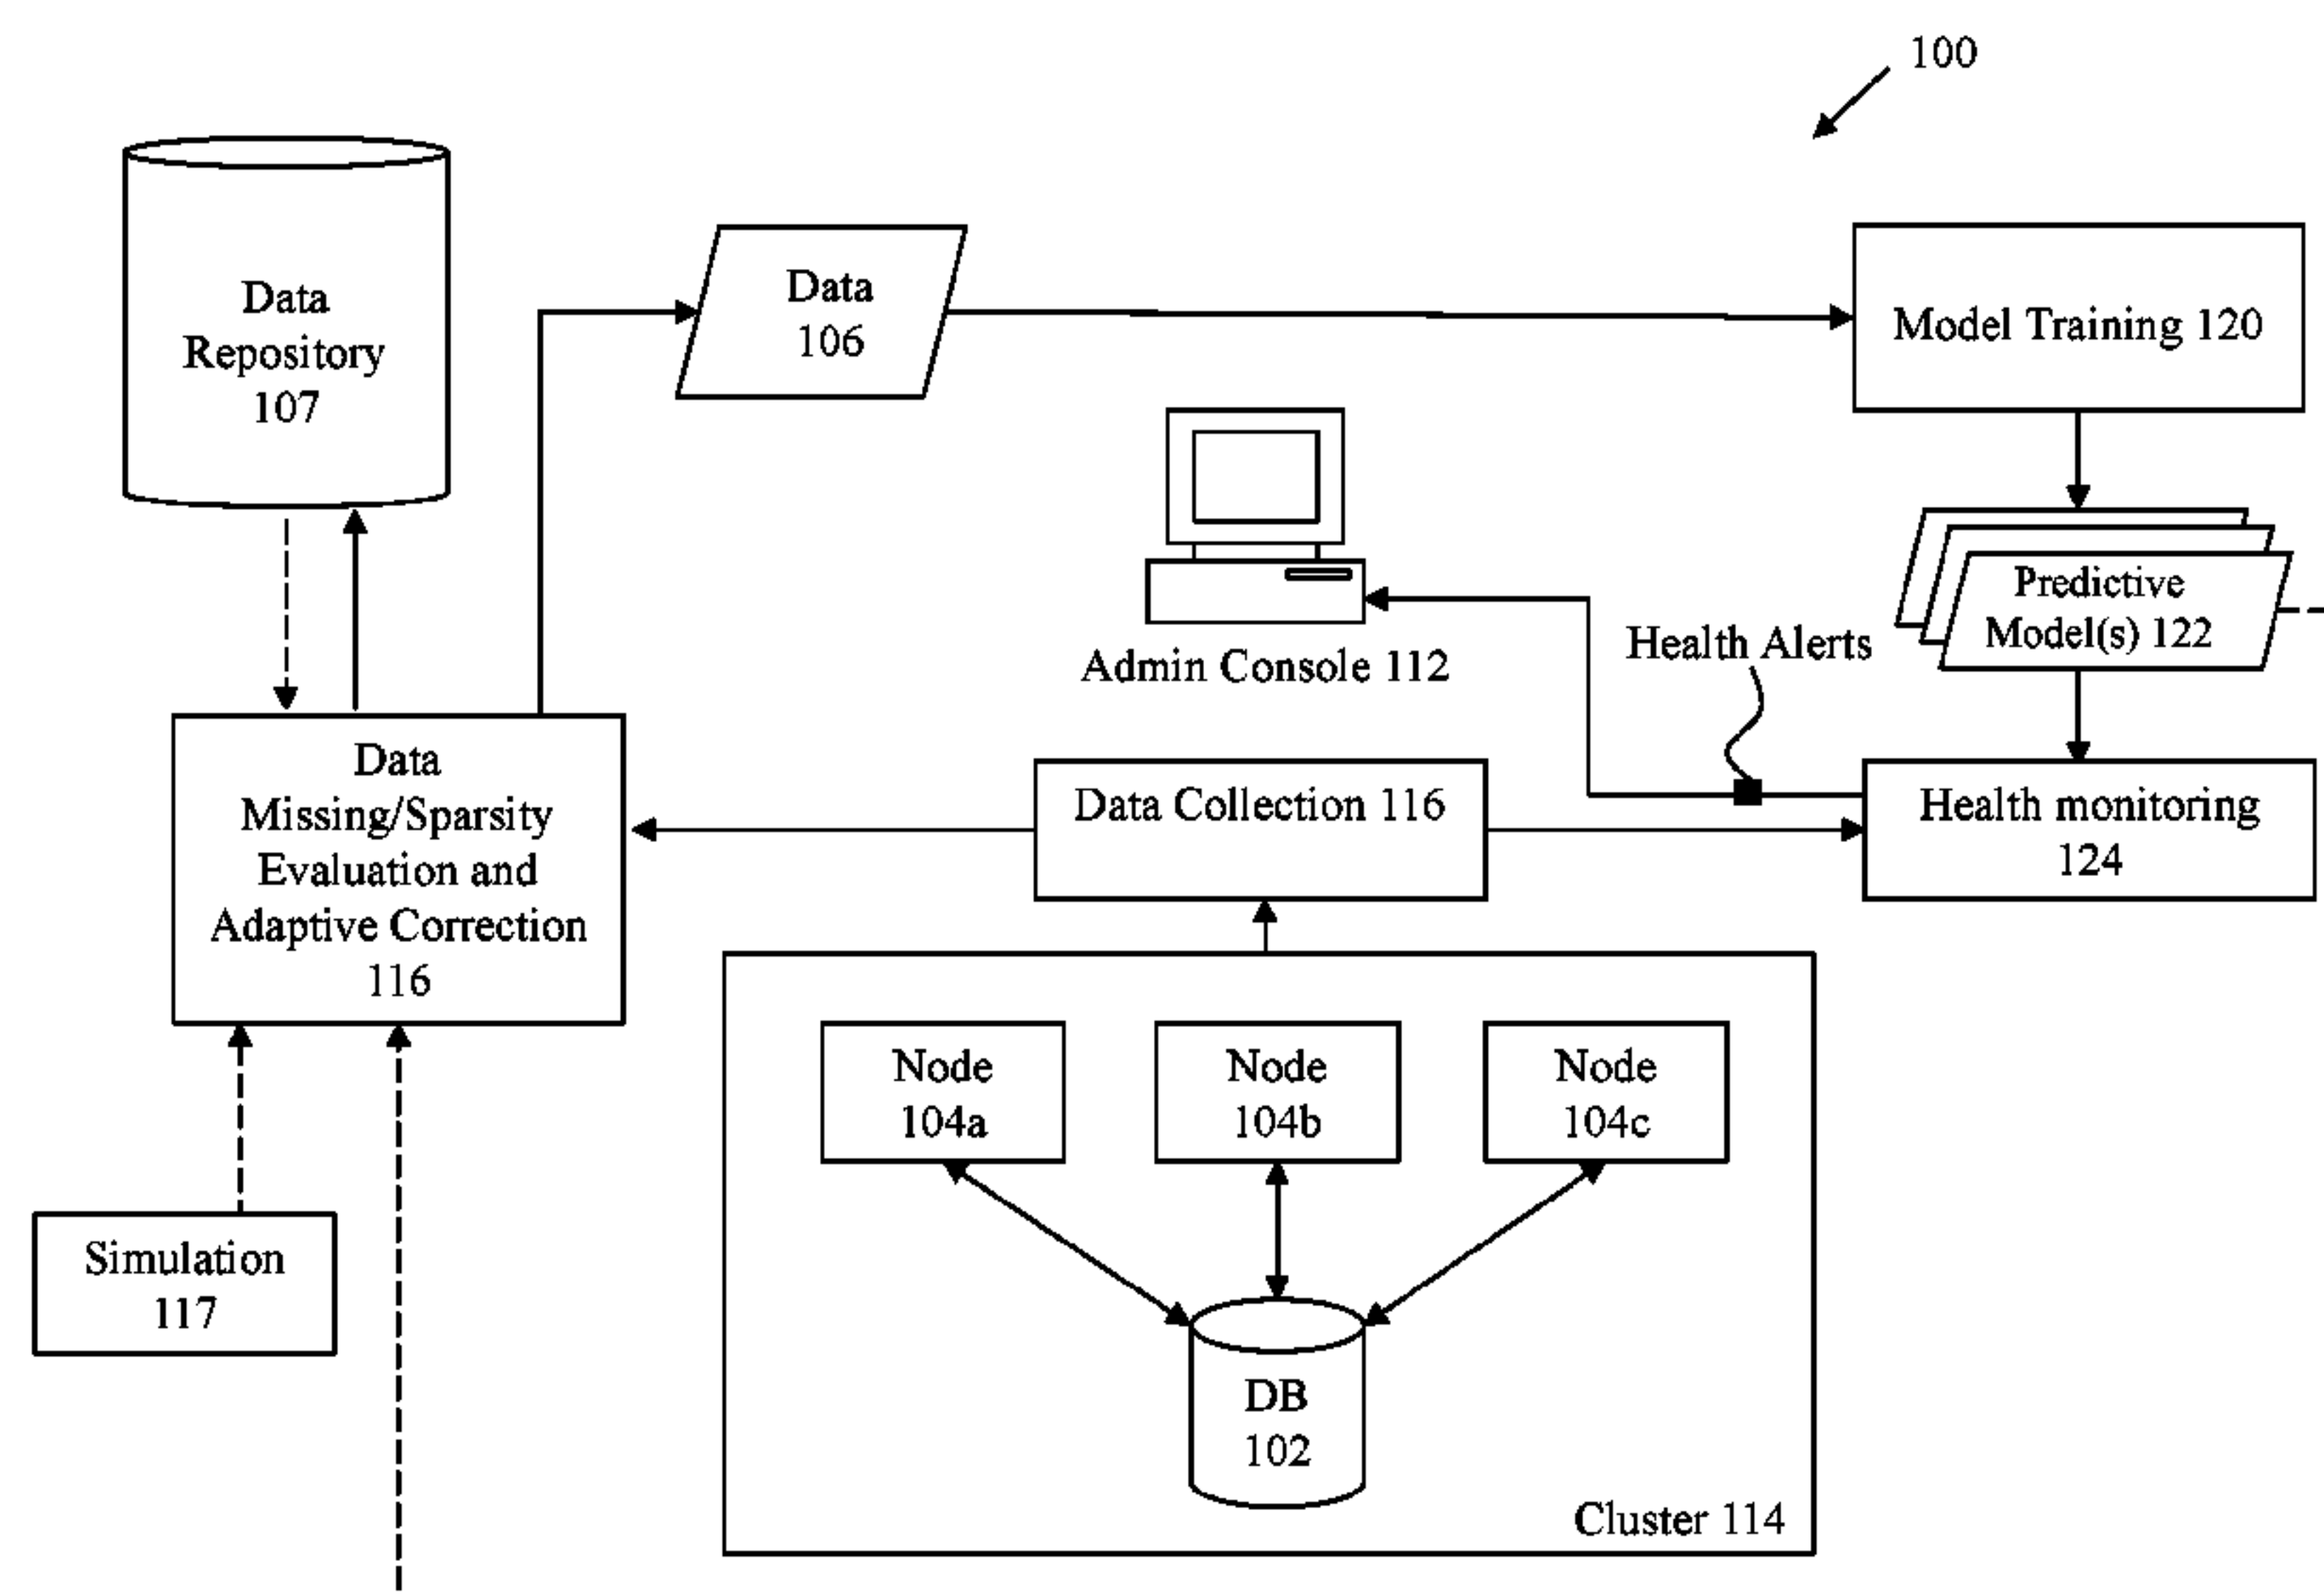 100
Data
Repository
107
Data
106
Model Training 120
Admin Console 112
Health Alerts
Predictive
Model(s) 122
Data
Missing/Sparsity
Evaluation and
Adaptive Correction
116
Data Collection 116
Health monitoring
124
Node
104a
Node
104b
Node
104c
Simulation
117
DB
102
Cluster 114